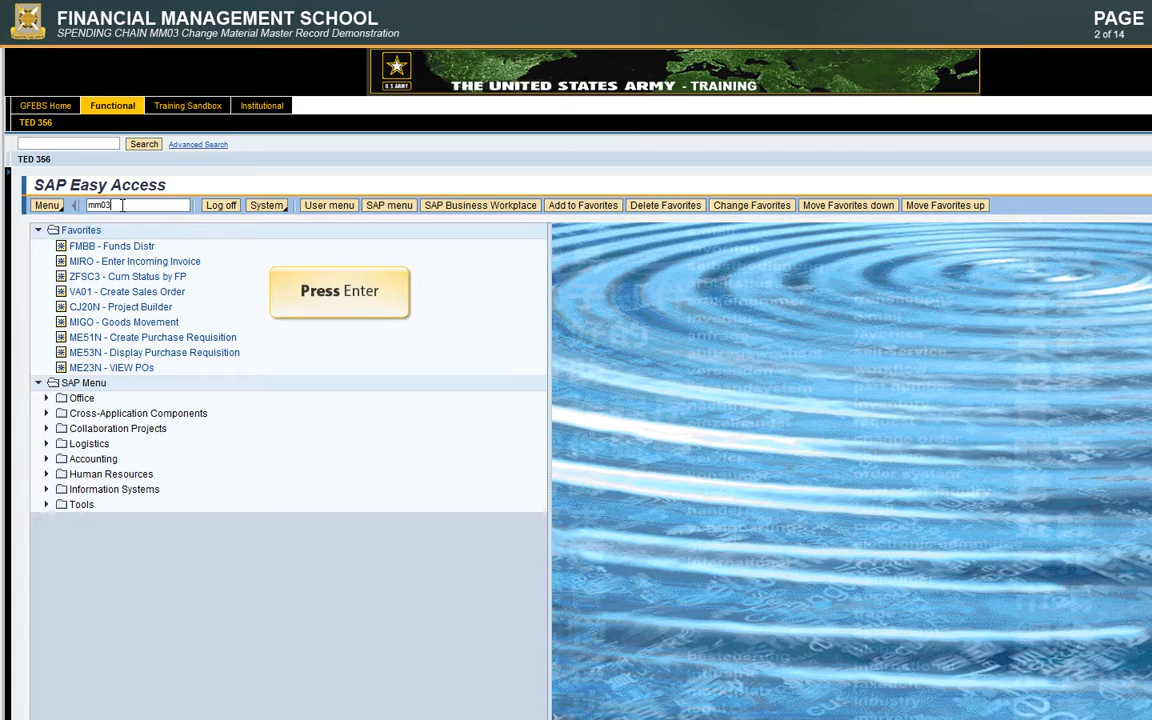 FINANCIAL MANAGEMENT SCHOOL
SPENDING CHAIN MM03 Change Material Master Record Demonstration
PAGE
2 of 14
U.S.ARMY
THE UNITED STATES ARMY - TRAINING
GFEBS Home Functional Training Sandbox Institutional
TED 356
Search Advanced Search
TED 356
SAP Easy Access
Menu mm03 Log off System User menu SAP menu SAP Business Workplace Add to Favorites Delete Favorites Change Favorites Move Favorites down Move Favorites up
Favorites
FMBB - Funds Distr
MIRO - Enter Incoming Invoice
ZFSC3 - Cum Status by FP
VA01 - Create Sales Order
CJ20N - Project Builder
MIGO - Goods Movement
ME51N - Create Purchase Requisition
ME53N - Display Purchase Requisition
ME23N - VIEW POs
Press Enter
SAP Menu
Office
Cross-Application Components
Collaboration Projects
Logistics
Accounting
Human Resources
Information Systems
Tools